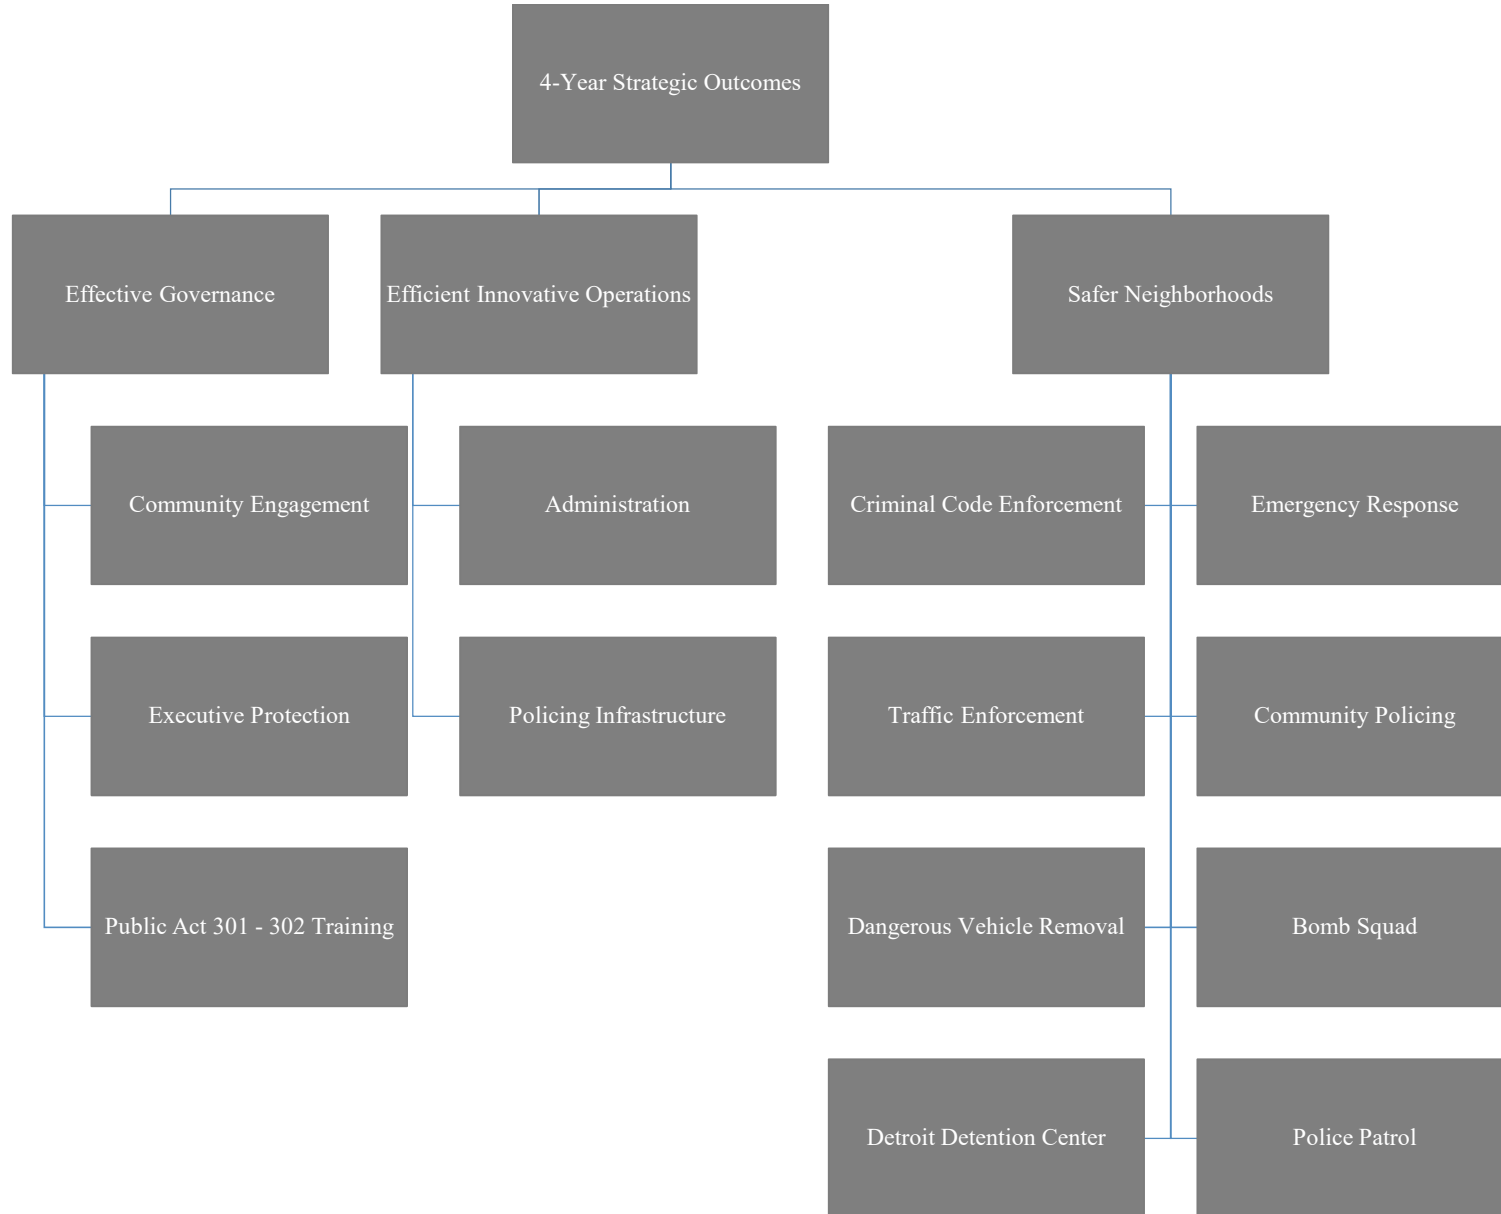 4-Year Strategic Outcomes
Effective Governance
Efficient Innovative Operations
Safer Neighborhoods
Community Engagement
Administration
Criminal Code Enforcement
Emergency Response
Executive Protection
Policing Infrastructure
Traffic Enforcement
Community Policing
Public Act 301 - 302 Training
Dangerous Vehicle Removal
Bomb Squad
Detroit Detention Center
Police Patrol